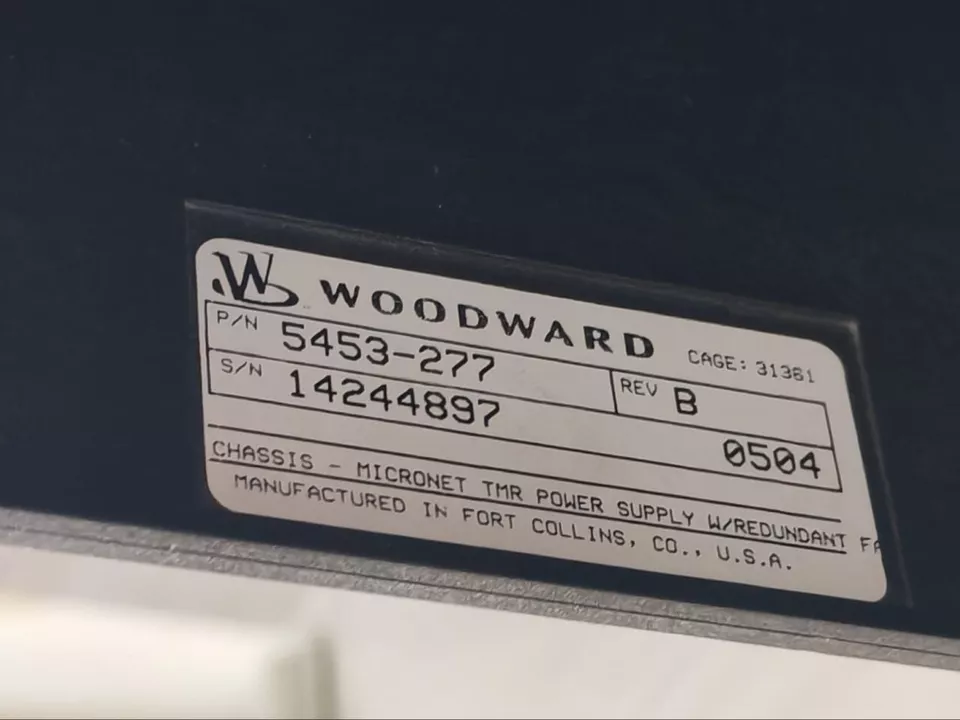 WOODWARD CAGE: 31361
P/N 5453-277 REV B
S/N 14244897 0504
CHASSIS - MICRONET TMR POWER SUPPLY W/REDUNDANT FA
MANUFACTURED IN FORT COLLINS, CO., U.S.A.